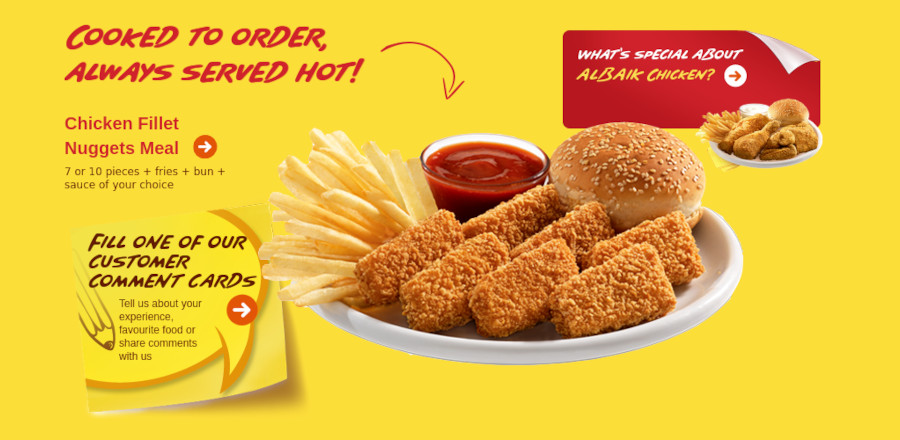 COOKED TO ORDER,
ALWAYS SERVED HOT!
Chicken Fillet
Nuggets Meal
7 or 10 pieces + fries + bun +
sauce of your choice
WHAT'S SPECIAL ABOUT
ALBAIK CHICKEN?
FILL ONE OF OUR
CUSTOMER
COMMENT CARDS
Tell us about your
experience,
favourite food or
share comments
with us